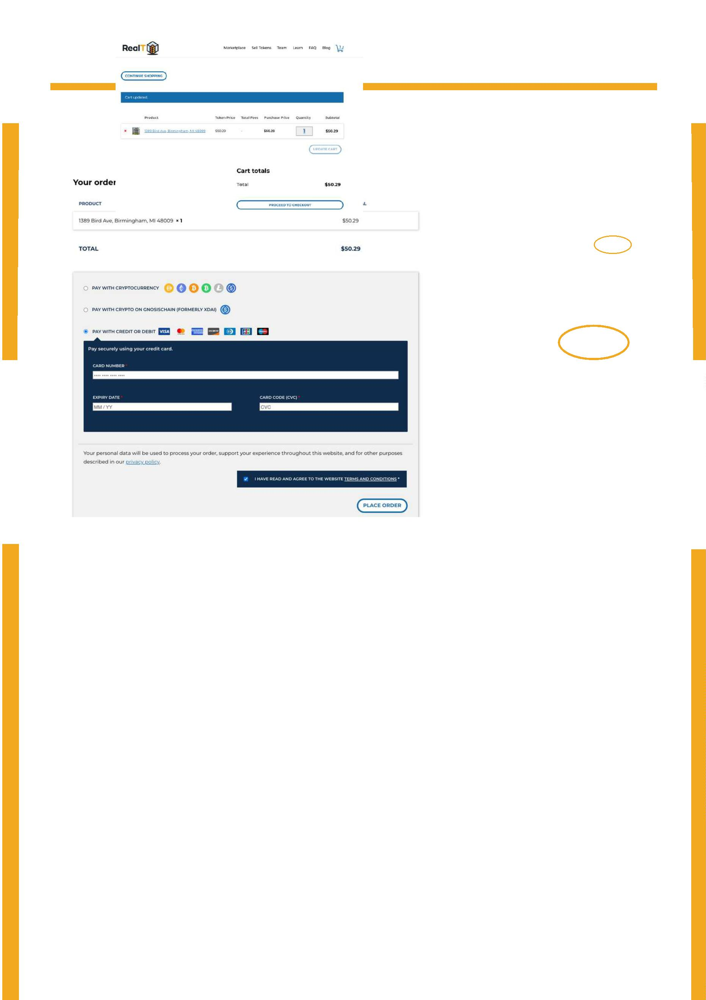 RealT
Marketplace Sell Tokens Team Learn FAQ Blog 1
CONTINUE SHOPPING
Cart updated.
Product Token Price Total Fees Purchase Price Quantity Subtotal
× 1389 Bird Ave, Birmingham, MI 48009 $50.29 - $50.29 1 $50.29
UPDATE CART
Cart totals
Total $50.29
PROCEED TO CHECKOUT
Your order
PRODUCT AL
1389 Bird Ave, Birmingham, MI 48009 × 1 $50.29
TOTAL $50.29
PAY WITH CRYPTOCURRENCY
PAY WITH CRYPTO ON GNOSISCHAIN (FORMERLY XDAI)
PAY WITH CREDIT OR DEBIT VISA DISCOVER JCB
Pay securely using your credit card.
CARD NUMBER *
•••• •••• •••• ••••
EXPIRY DATE * CARD CODE (CVC) *
MM / YY CVC
Your personal data will be used to process your order, support your experience throughout this website, and for other purposes
described in our privacy policy.
I HAVE READ AND AGREE TO THE WEBSITE TERMS AND CONDITIONS *
PLACE ORDER